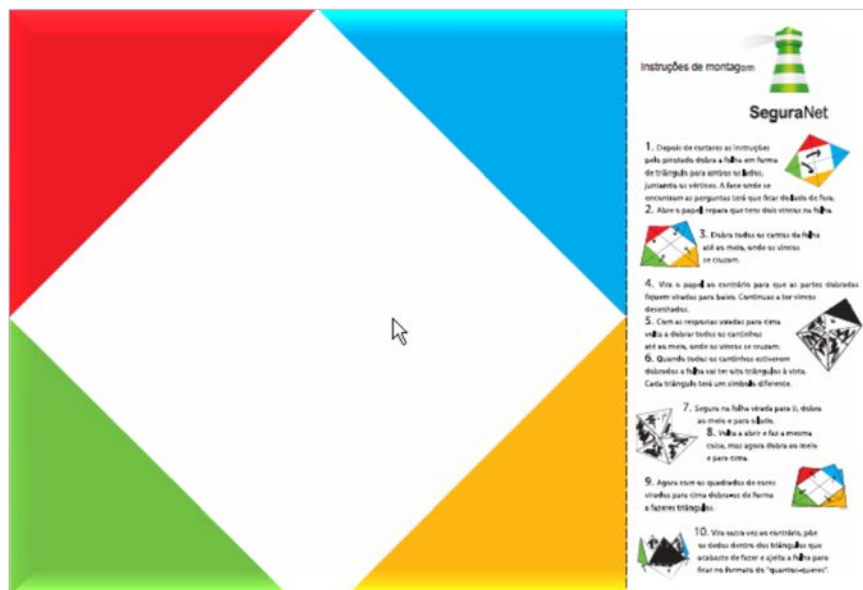 Instruções de montagem
SeguraNet
1. Depois de cortares as instruções
pelo picotado dobra a folha em forma
de triângulo para ambos os lados,
juntando os vértices. A face onde se
encontram as perguntas terá que ficar do lado de fora.
2. Abre o papel e repara que tens dois vincos na folha.
3. Dobra todos os cantos da folha
até ao meio, onde os vincos
se cruzam.
4. Vira o papel ao contrário para que as partes dobradas
fiquem viradas para baixo. Continuas a ter vincos
desenhados.
5. Com as respostas viradas para cima
volta a dobrar todos os cantinhos
até ao meio, onde os vincos se cruzam.
6. Quando todos os cantinhos estiverem
dobrados a folha vai ter oito triângulos à vista.
Cada triângulo terá um símbolo diferente.
7. Segura na folha virada para ti, dobra
ao meio e para o lado.
8. Volta a abrir e faz a mesma
coisa, mas agora dobra ao meio
e para cima.
9. Agora com os quadrados de cores
virados para cima dobra-os de forma
a fazeres triângulos.
10. Vira outra vez ao contrário, põe
os dedos dentro dos triângulos que
acabaste de fazer e ajeita a folha para
ficar no formato do "quantos-queres".